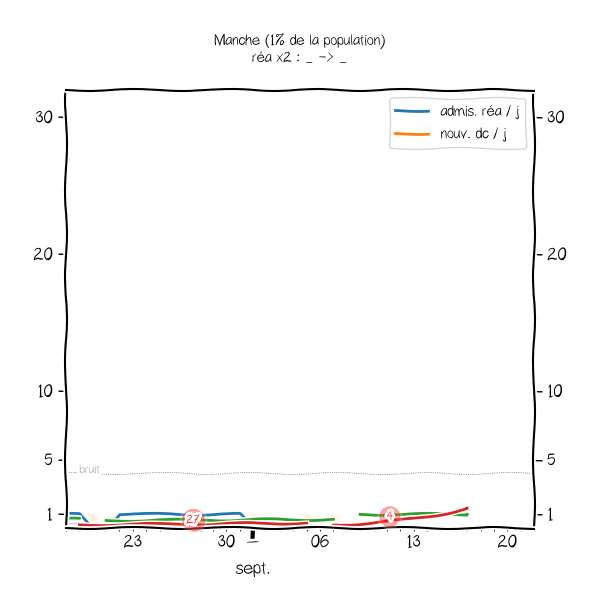 Manche (1% de la population)
réa x2 : _ -> _
admis. réa / j
nouv. dc / j
30
30
20
20
10
10
5
5
bruit
1
1
27
4
23
30
06
13
20
sept.